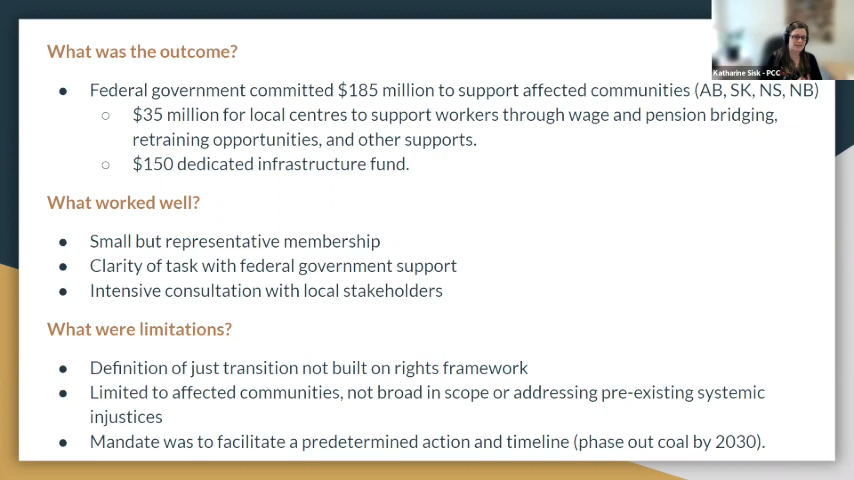 What was the outcome?
● Federal government committed $185 million to support affected communities (AB, SK, NS, NB)
○ $35 million for local centres to support workers through wage and pension bridging,
retraining opportunities, and other supports.
○ $150 dedicated infrastructure fund.
What worked well?
● Small but representative membership
● Clarity of task with federal government support
● Intensive consultation with local stakeholders
What were limitations?
● Definition of just transition not built on rights framework
● Limited to affected communities, not broad in scope or addressing pre-existing systemic
injustices
● Mandate was to facilitate a predetermined action and timeline (phase out coal by 2030).
Katharine Sisk - PCC